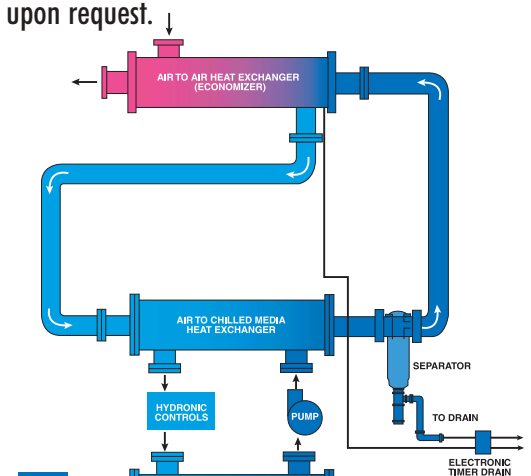 upon request.
AIR TO AIR HEAT EXCHANGER
(ECONOMIZER)
AIR TO CHILLED MEDIA
HEAT EXCHANGER
SEPARATOR
HYDRONIC
CONTROLS
PUMP
TO DRAIN
ELECTRONIC
TIMER DRAIN